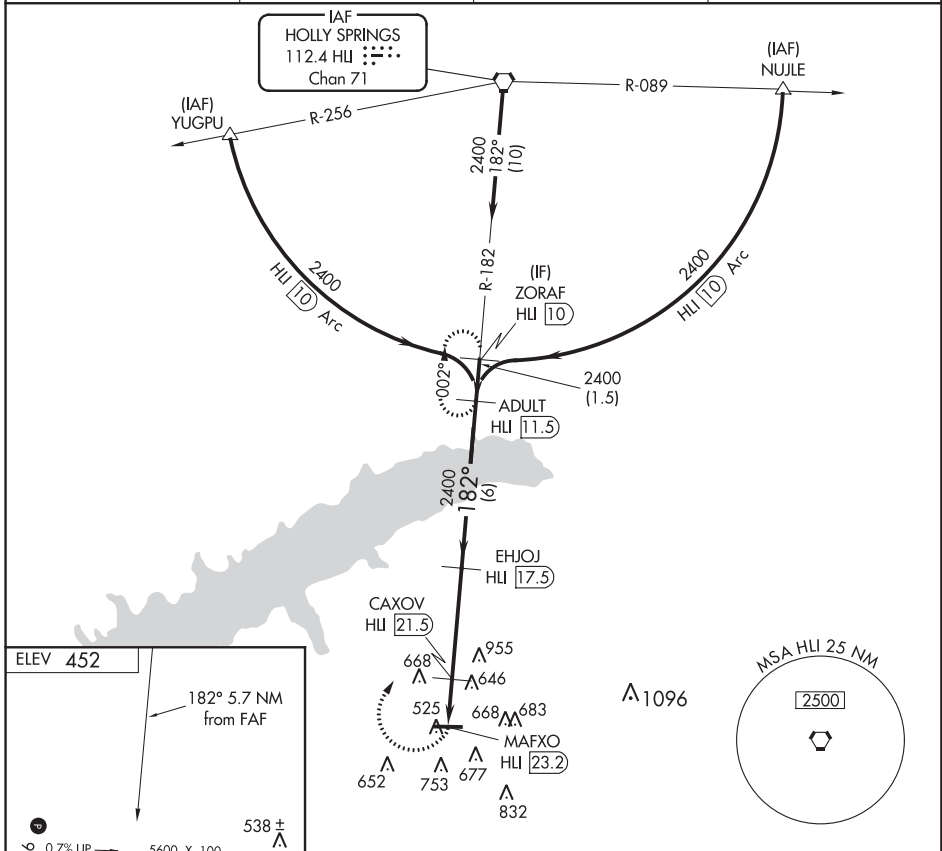 IAF
HOLLY SPRINGS
112.4 HLI
Chan 71
(IAF)
NUJLE
R-089
(IAF)
YUGPU
R-256
2400
182°
(10)
R-182
2400
HLI 10 Arc
2400
HLI 10 Arc
(IF)
ZORAF
HLI 10
2400
(1.5)
002°
ADULT
HLI 11.5
2400
182°
(6)
EHJOJ
HLI 17.5
CAXOV
HLI 21.5
955
668
646
525
668
683
1096
MAFXO
HLI 23.2
652
753
677
832
MSA HLI 25 NM
2500
ELEV 452
182° 5.7 NM
from FAF
538 ±
P
0.7% UP
5600 X 100